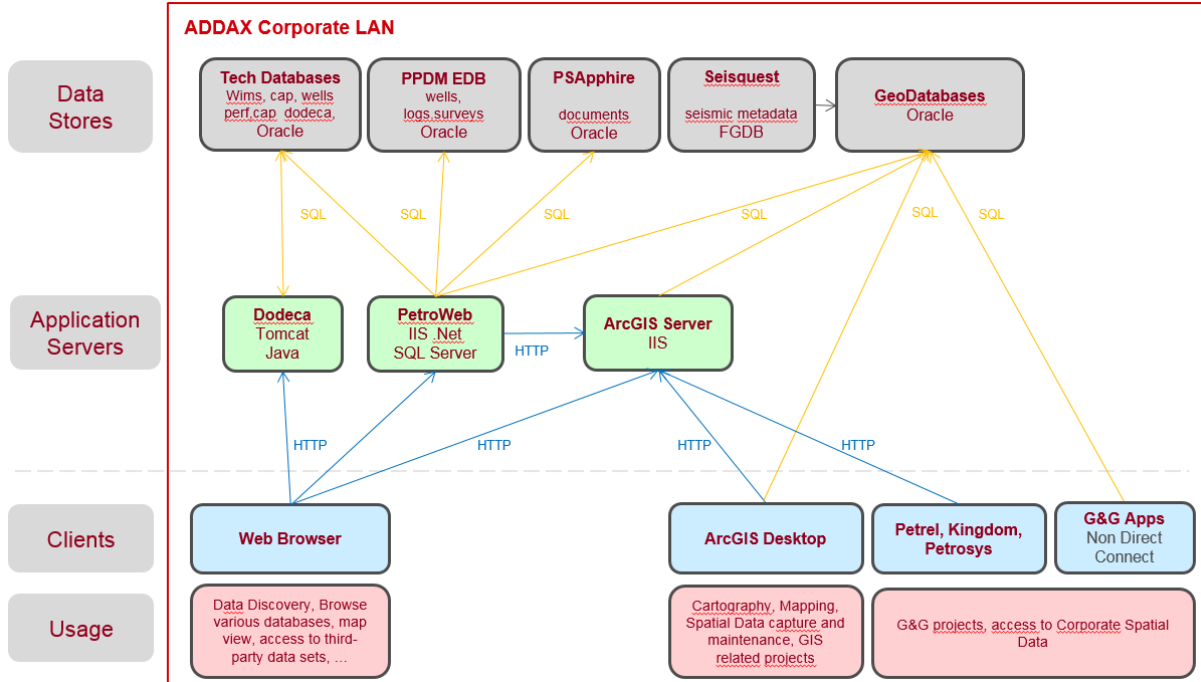 ADDAX Corporate LAN
Data
Stores
Tech Databases
Wims, cap, wells
perf,cap dodeca,
Oracle
PPDM EDB
wells,
logs,surveys
Oracle
PSApphire
documents
Oracle
Seisquest
seismic metadata
FGDB
GeoDatabases
Oracle
SQL
SQL
SQL
SQL
SQL
SQL
Application
Servers
Dodeca
Tomcat
Java
PetroWeb
IIS .Net
SQL Server
HTTP
ArcGIS Server
IIS
HTTP
HTTP
HTTP
HTTP
Clients
Web Browser
ArcGIS Desktop
Petrel, Kingdom,
Petrosys
G&G Apps
Non Direct
Connect
Usage
Data Discovery, Browse
various databases, map
view, access to third-
party data sets, …
Cartography, Mapping,
Spatial Data capture and
maintenance, GIS
related projects
G&G projects, access to Corporate Spatial
Data